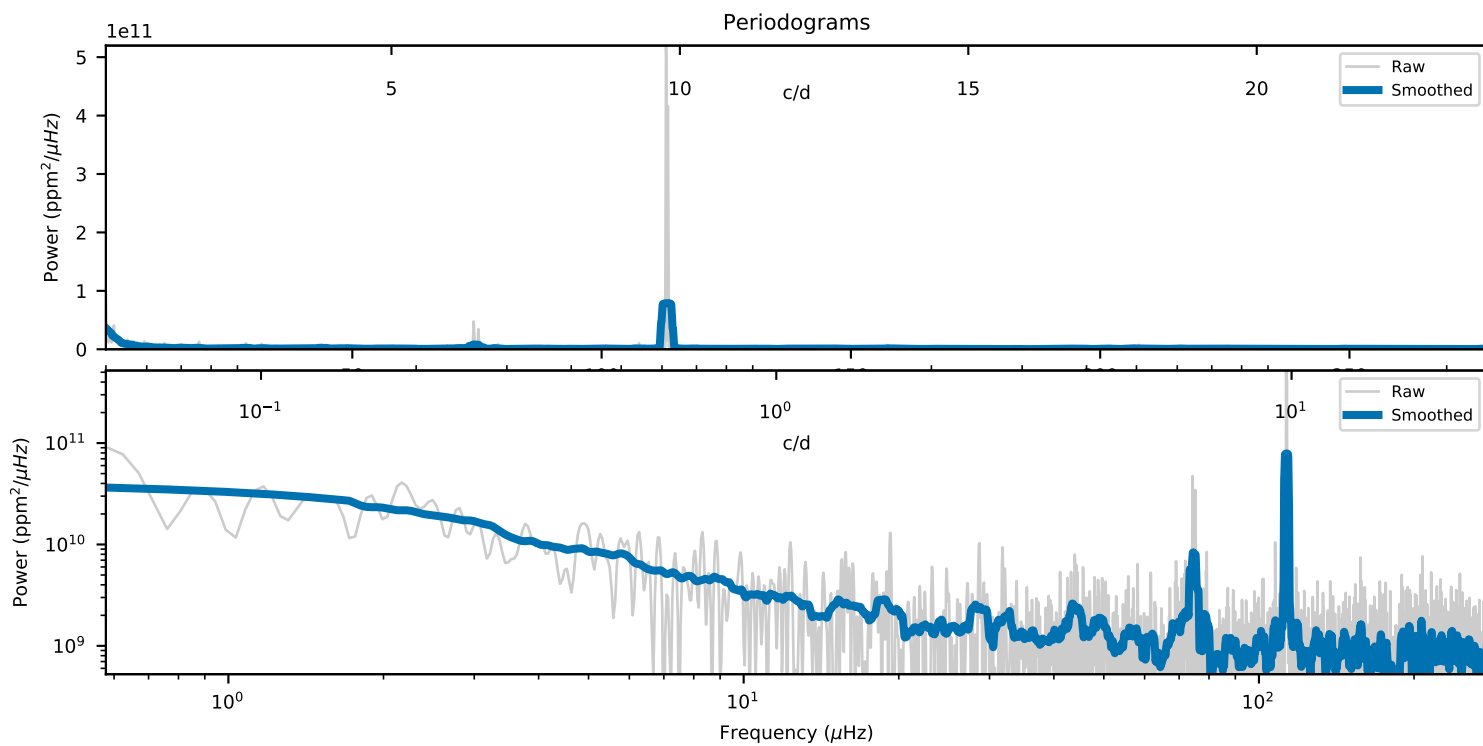 Periodograms
1e11
5
4
3
2
1
0
Power (ppm²/μHz)
5 10 15 20
c/d
Raw
Smoothed
10⁻¹ 10⁰ 10¹
c/d
Raw
Smoothed
10¹¹
10¹⁰
10⁹
Power (ppm²/μHz)
10⁰ 10¹ 10²
Frequency (μHz)